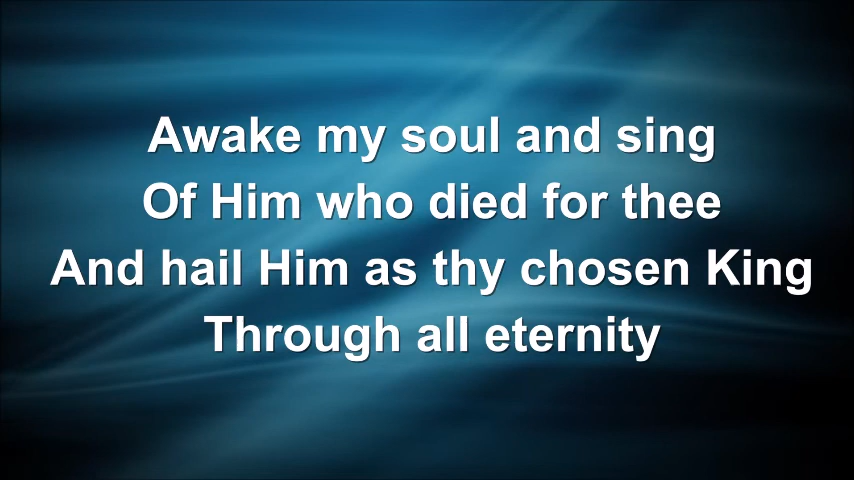 Awake my soul and sing
Of Him who died for thee
And hail Him as thy chosen King
Through all eternity